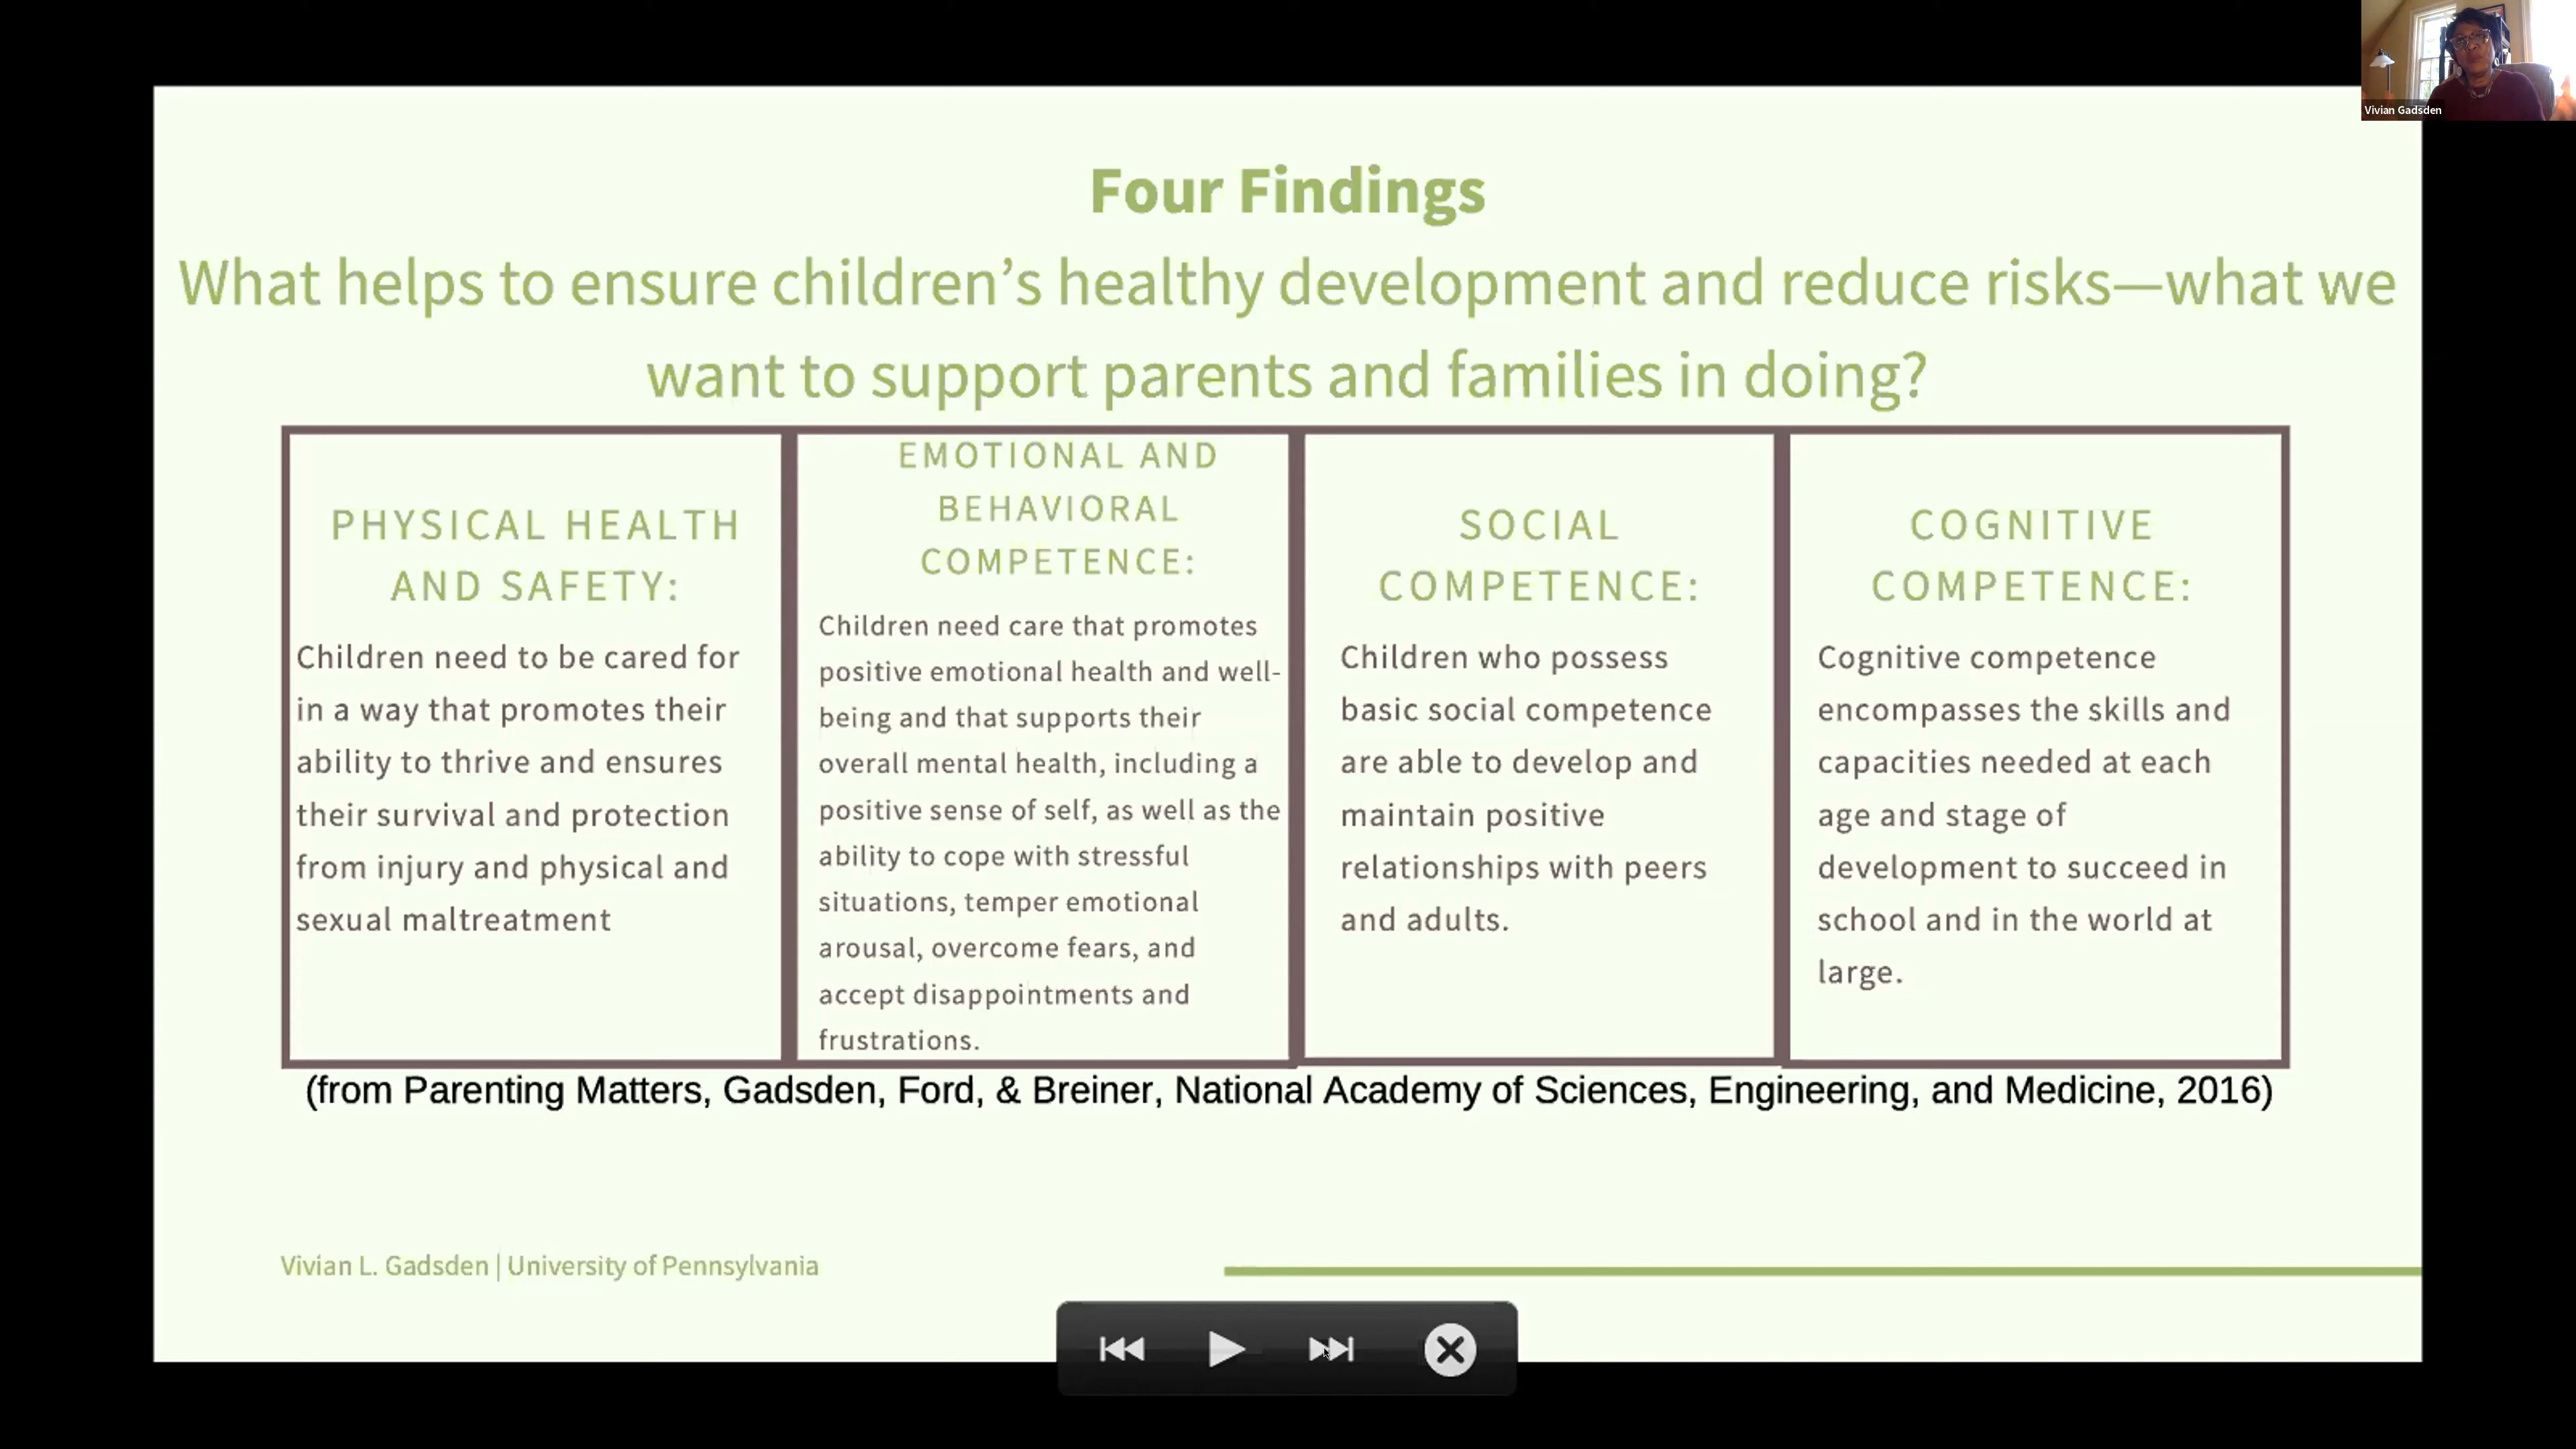 Vivian Gadsden
Four Findings
What helps to ensure children’s healthy development and reduce risks—what we
want to support parents and families in doing?
PHYSICAL HEALTH
AND SAFETY:
Children need to be cared for
in a way that promotes their
ability to thrive and ensures
their survival and protection
from injury and physical and
sexual maltreatment
EMOTIONAL AND
BEHAVIORAL
COMPETENCE:
Children need care that promotes
positive emotional health and well-
being and that supports their
overall mental health, including a
positive sense of self, as well as the
ability to cope with stressful
situations, temper emotional
arousal, overcome fears, and
accept disappointments and
frustrations.
SOCIAL
COMPETENCE:
Children who possess
basic social competence
are able to develop and
maintain positive
relationships with peers
and adults.
COGNITIVE
COMPETENCE:
Cognitive competence
encompasses the skills and
capacities needed at each
age and stage of
development to succeed in
school and in the world at
large.
(from Parenting Matters, Gadsden, Ford, & Breiner, National Academy of Sciences, Engineering, and Medicine, 2016)
Vivian L. Gadsden | University of Pennsylvania